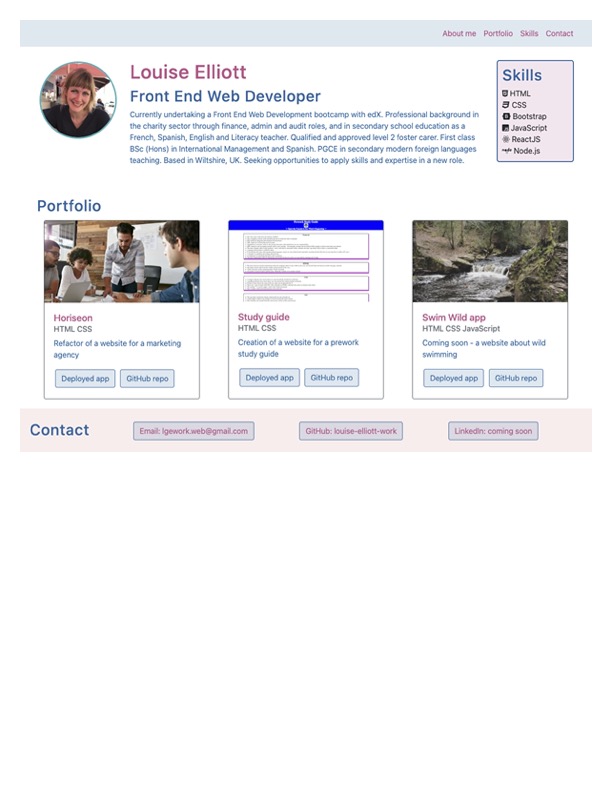 About me Portfolio Skills Contact
Louise Elliott
Front End Web Developer
Currently undertaking a Front End Web Development bootcamp with edX. Professional background in
the charity sector through finance, admin and audit roles, and in secondary school education as a
French, Spanish, English and Literacy teacher. Qualified and approved level 2 foster carer. First class
BSc (Hons) in International Management and Spanish. PGCE in secondary modern foreign languages
teaching. Based in Wiltshire, UK. Seeking opportunities to apply skills and expertise in a new role.
Skills
HTML
CSS
Bootstrap
JavaScript
ReactJS
Node.js
Portfolio
Horiseon
HTML CSS
Refactor of a website for a marketing
agency
Deployed app GitHub repo
Study guide
HTML CSS
Creation of a website for a prework
study guide
Deployed app GitHub repo
Swim Wild app
HTML CSS JavaScript
Coming soon - a website about wild
swimming
Deployed app GitHub repo
Contact
Email: lgework.web@gmail.com
GitHub: louise-elliott-work
LinkedIn: coming soon